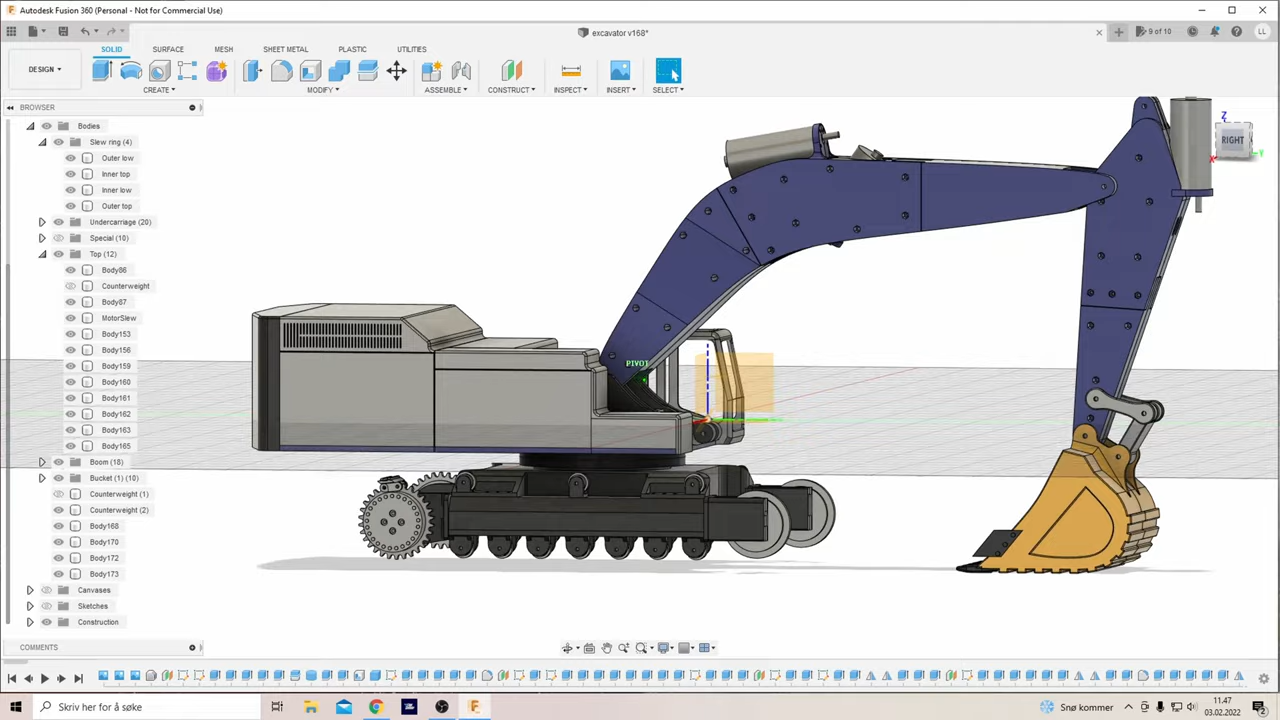 Autodesk Fusion 360 (Personal - Not for Commercial Use)
excavator v168*
9 of 10
LL
SOLID SURFACE MESH SHEET METAL PLASTIC UTILITIES
DESIGN
CREATE MODIFY ASSEMBLE CONSTRUCT INSPECT INSERT SELECT
BROWSER
Bodies
Slew ring (4)
Outer low
Inner top
Inner low
Outer top
Undercarriage (20)
Special (10)
Top (12)
Body86
Counterweight
Body87
MotorSlew
Body153
Body156
Body159
Body160
Body161
Body162
Body163
Body165
Boom (18)
Bucket (1) (10)
Counterweight (1)
Counterweight (2)
Body168
Body170
Body172
Body173
Canvases
Sketches
Construction
COMMENTS
PIVOT
Z
RIGHT
X
Y
Skriv her for å søke
Snø kommer
11.47
03.02.2022
2